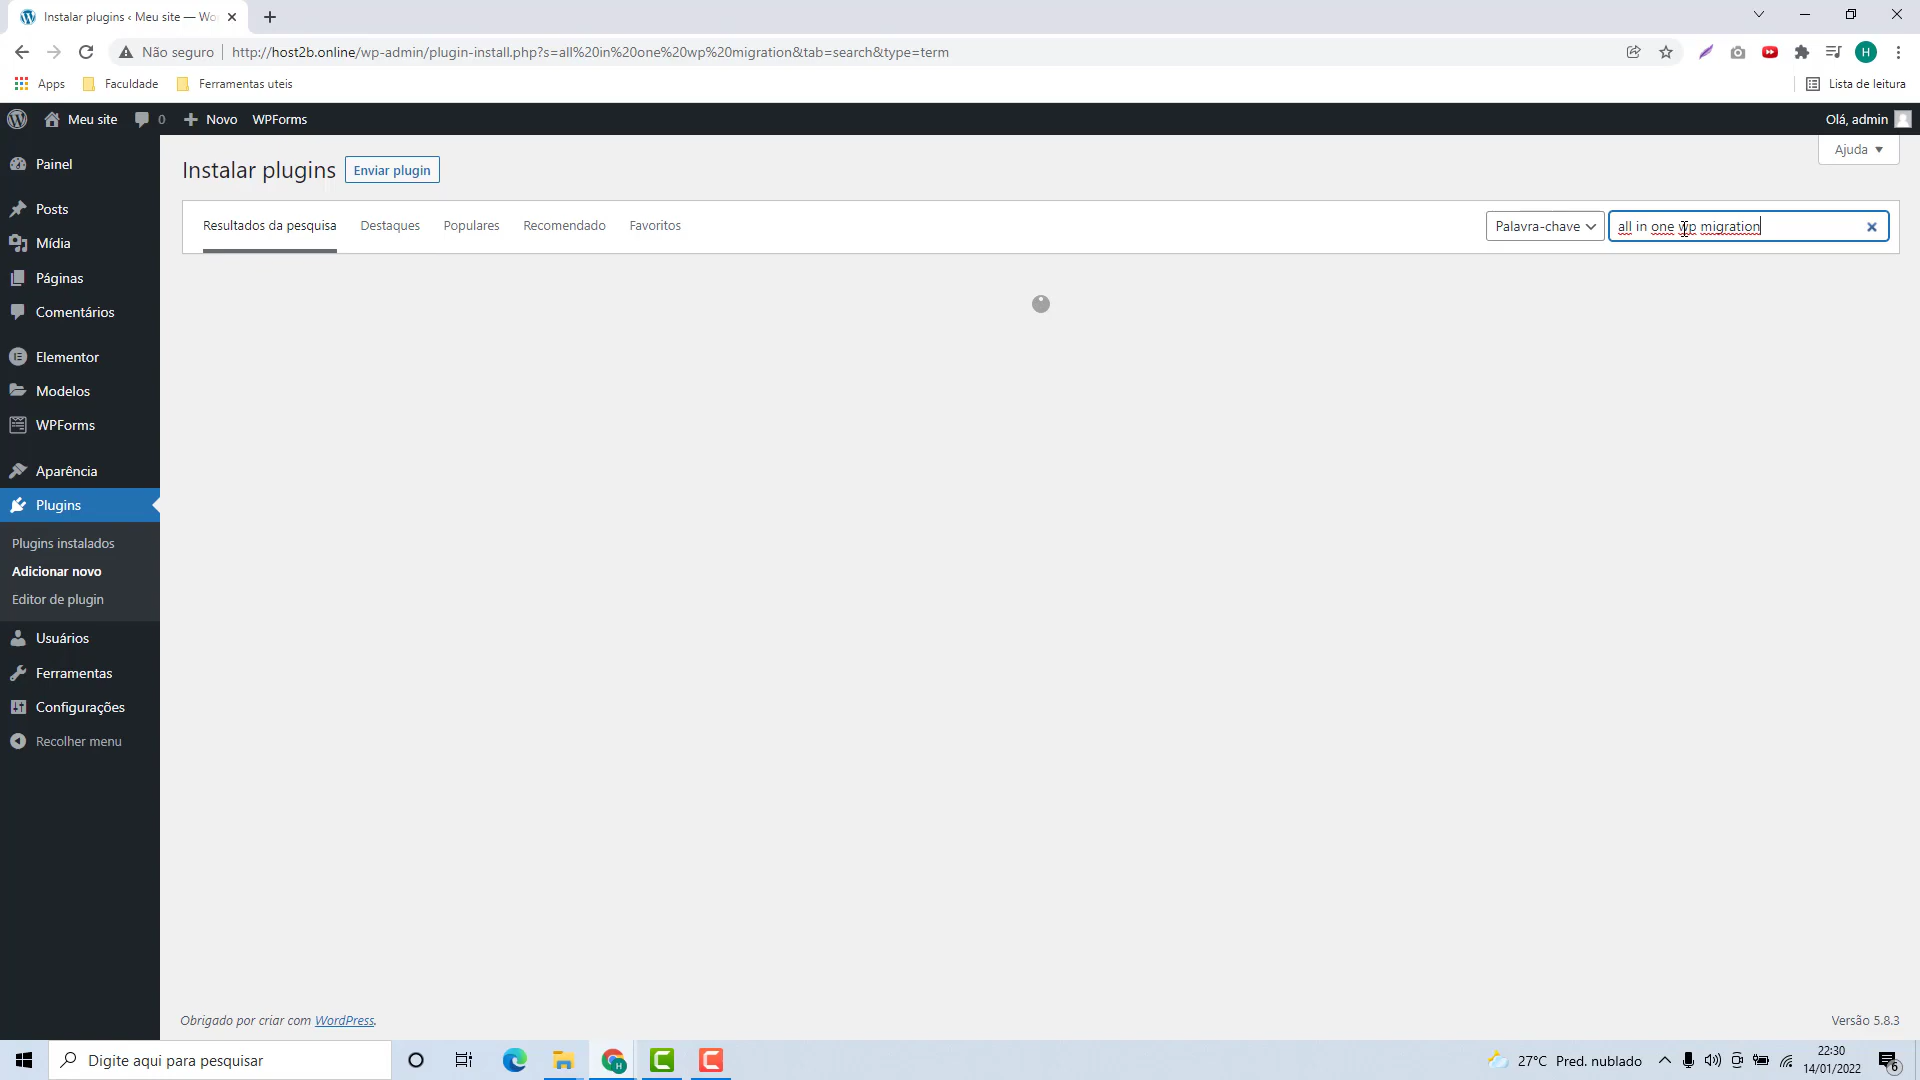 Instalar plugins ‹ Meu site — Wo
Não seguro
http://host2b.online/wp-admin/plugin-install.php?s=all%20in%20one%20wp%20migration&tab=search&type=term
H
Apps
Faculdade
Ferramentas uteis
Lista de leitura
Meu site
0
Novo
WPForms
Olá, admin
Ajuda
Painel
Posts
Mídia
Páginas
Comentários
Elementor
Modelos
WPForms
Aparência
Plugins
Plugins instalados
Adicionar novo
Editor de plugin
Usuários
Ferramentas
Configurações
Recolher menu
Instalar plugins
Enviar plugin
Resultados da pesquisa
Destaques
Populares
Recomendado
Favoritos
Palavra-chave
all in one wp migration
Obrigado por criar com WordPress.
Versão 5.8.3
Digite aqui para pesquisar
27°C Pred. nublado
22:30
14/01/2022
6